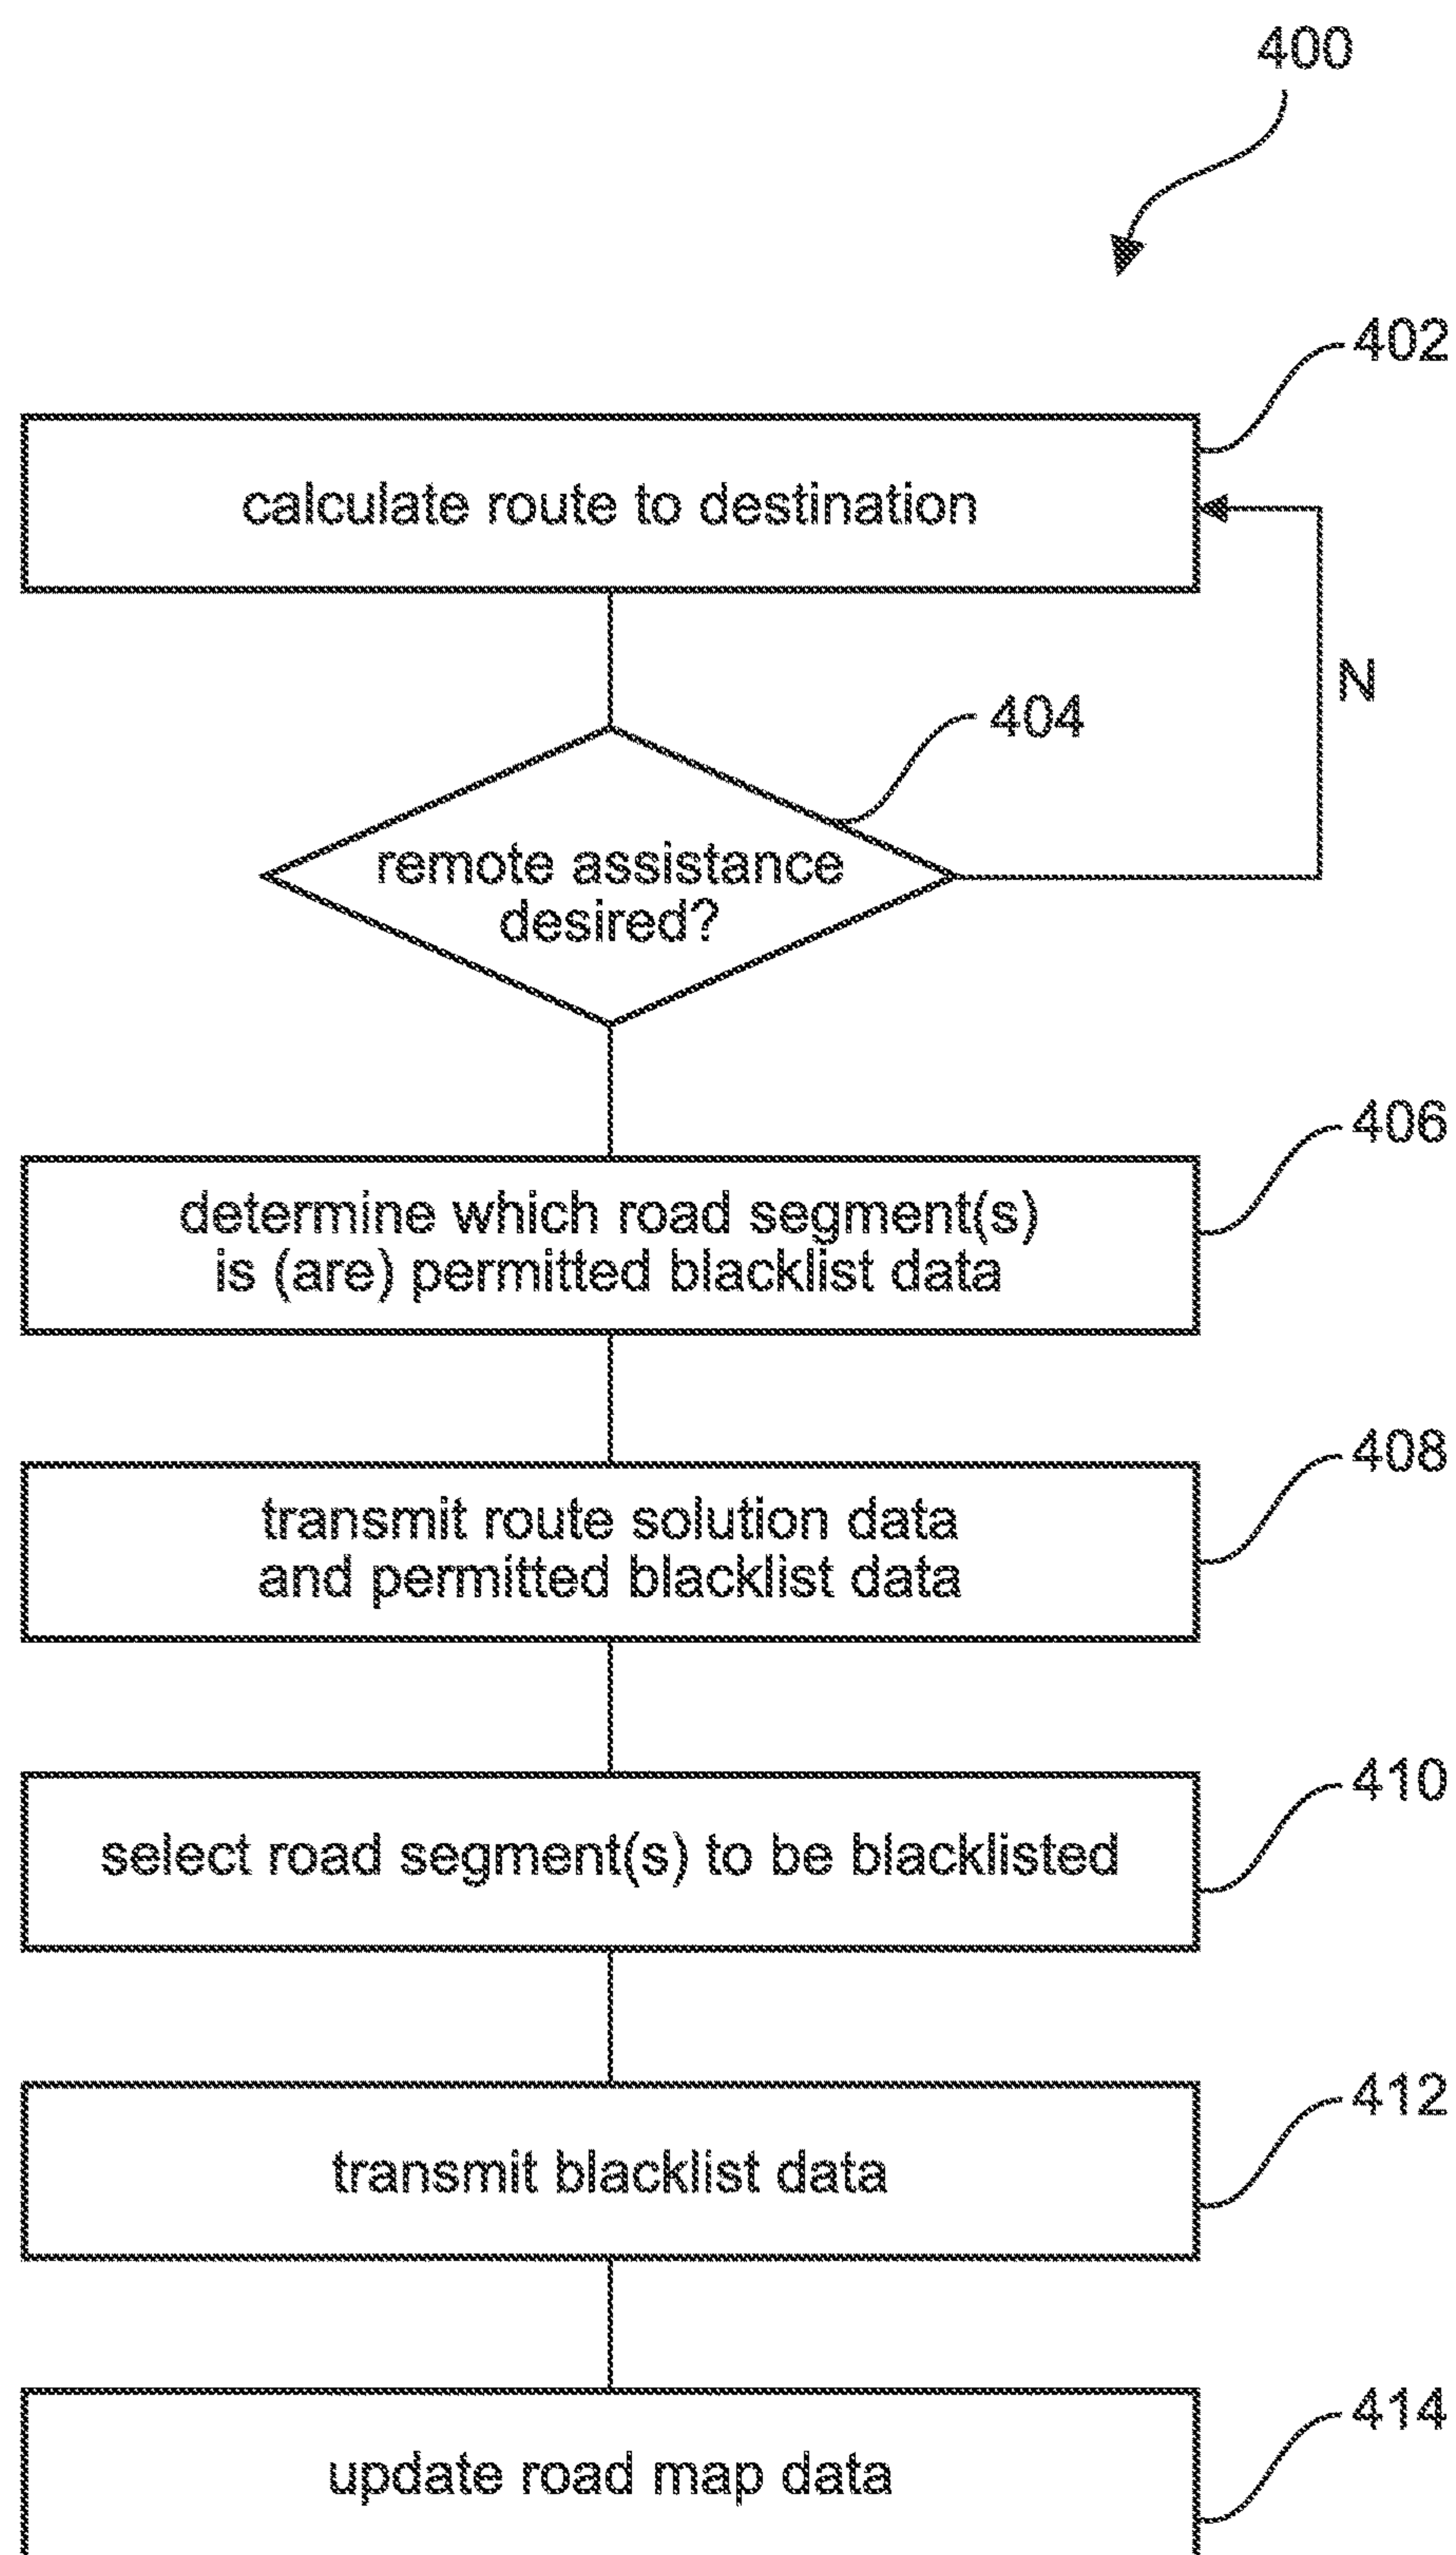 400
402
calculate route to destination
N
404
remote assistance
desired?
406
determine which road segment(s)
is (are) permitted blacklist data
408
transmit route solution data
and permitted blacklist data
410
select road segment(s) to be blacklisted
412
transmit blacklist data
414
update road map data